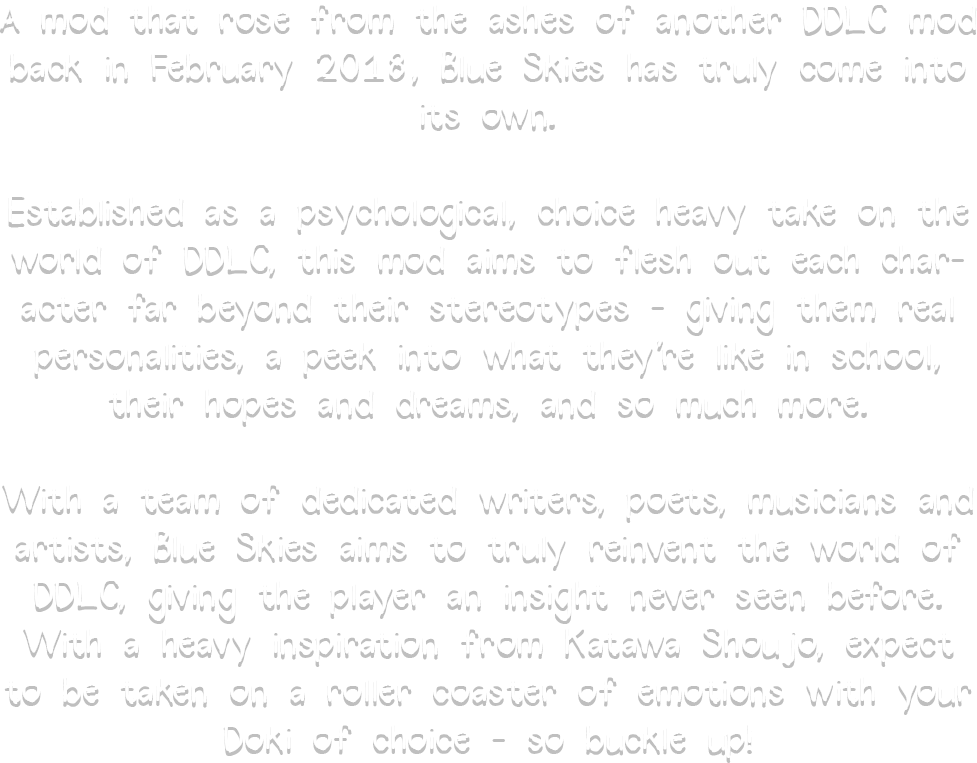 A mod that rose from the ashes of another DDLC mod
back in February 2018, Blue Skies has truly come into
its own.
Established as a psychological, choice heavy take on the
world of DDLC, this mod aims to flesh out each char-
acter far beyond their stereotypes - giving them real
personalities, a peek into what they're like in school,
their hopes and dreams, and so much more.
With a team of dedicated writers, poets, musicians and
artists, Blue Skies aims to truly reinvent the world of
DDLC, giving the player an insight never seen before.
With a heavy inspiration from Katawa Shoujo, expect
to be taken on a roller coaster of emotions with your
Doki of choice - so buckle up!